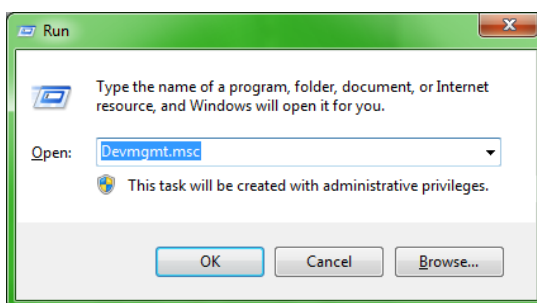 Run
Type the name of a program, folder, document, or Internet
resource, and Windows will open it for you.
Open: Devmgmt.msc
This task will be created with administrative privileges.
OK Cancel Browse...